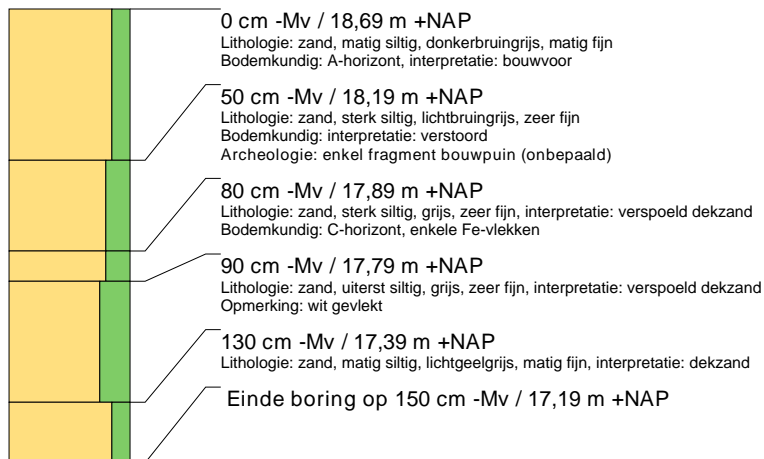 0 cm -Mv / 18,69 m +NAP
Lithologie: zand, matig siltig, donkerbruingrijs, matig fijn
Bodemkundig: A-horizont, interpretatie: bouwvoor
50 cm -Mv / 18,19 m +NAP
Lithologie: zand, sterk siltig, lichtbruingrijs, zeer fijn
Bodemkundig: interpretatie: verstoord
Archeologie: enkel fragment bouwpuin (onbepaald)
80 cm -Mv / 17,89 m +NAP
Lithologie: zand, sterk siltig, grijs, zeer fijn, interpretatie: verspoeld dekzand
Bodemkundig: C-horizont, enkele Fe-vlekken
90 cm -Mv / 17,79 m +NAP
Lithologie: zand, uiterst siltig, grijs, zeer fijn, interpretatie: verspoeld dekzand
Opmerking: wit gevlekt
130 cm -Mv / 17,39 m +NAP
Lithologie: zand, matig siltig, lichtgeelgrijs, matig fijn, interpretatie: dekzand
Einde boring op 150 cm -Mv / 17,19 m +NAP